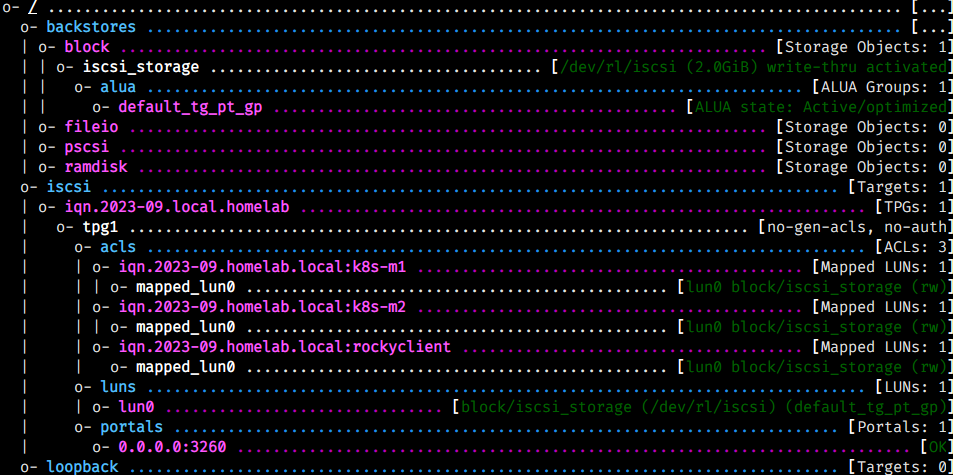 o- / ................................................................................................ [...]
o- backstores ..................................................................................... [...]
| o- block ......................................................................... [Storage Objects: 1]
| | o- iscsi_storage ..................................... [/dev/rl/iscsi (2.0GiB) write-thru activated]
| | o- alua .......................................................................... [ALUA Groups: 1]
| | o- default_tg_pt_gp .............................................. [ALUA state: Active/optimized]
| o- fileio ........................................................................ [Storage Objects: 0]
| o- pscsi ......................................................................... [Storage Objects: 0]
| o- ramdisk ....................................................................... [Storage Objects: 0]
o- iscsi ................................................................................... [Targets: 1]
| o- iqn.2023-09.local.homelab ................................................................ [TPGs: 1]
| o- tpg1 ............................................................................ [no-gen-acls, no-auth]
| o- acls ................................................................................. [ACLs: 3]
| | o- iqn.2023-09.homelab.local:k8s-m1 ........................................... [Mapped LUNs: 1]
| | | o- mapped_lun0 ............................................... [lun0 block/iscsi_storage (rw)]
| | o- iqn.2023-09.homelab.local:k8s-m2 ........................................... [Mapped LUNs: 1]
| | | o- mapped_lun0 ............................................... [lun0 block/iscsi_storage (rw)]
| | o- iqn.2023-09.homelab.local:rockyclient ...................................... [Mapped LUNs: 1]
| | o- mapped_lun0 ............................................... [lun0 block/iscsi_storage (rw)]
| o- luns ................................................................................. [LUNs: 1]
| | o- lun0 ................................ [block/iscsi_storage (/dev/rl/iscsi) (default_tg_pt_gp)]
| o- portals ........................................................................... [Portals: 1]
| o- 0.0.0.0:3260 ............................................................................ [OK]
o- loopback ................................................................................ [Targets: 0]